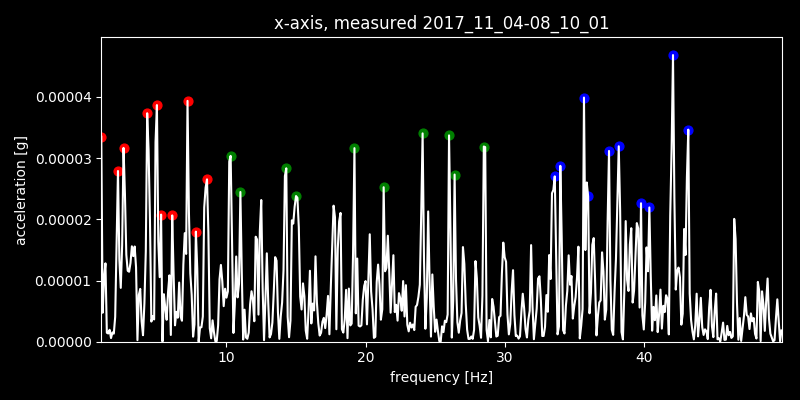 x-axis, measured 2017_11_04-08_10_01
0.00004
0.00003
0.00002
0.00001
0.00000
acceleration [g]
10 20 30 40
frequency [Hz]